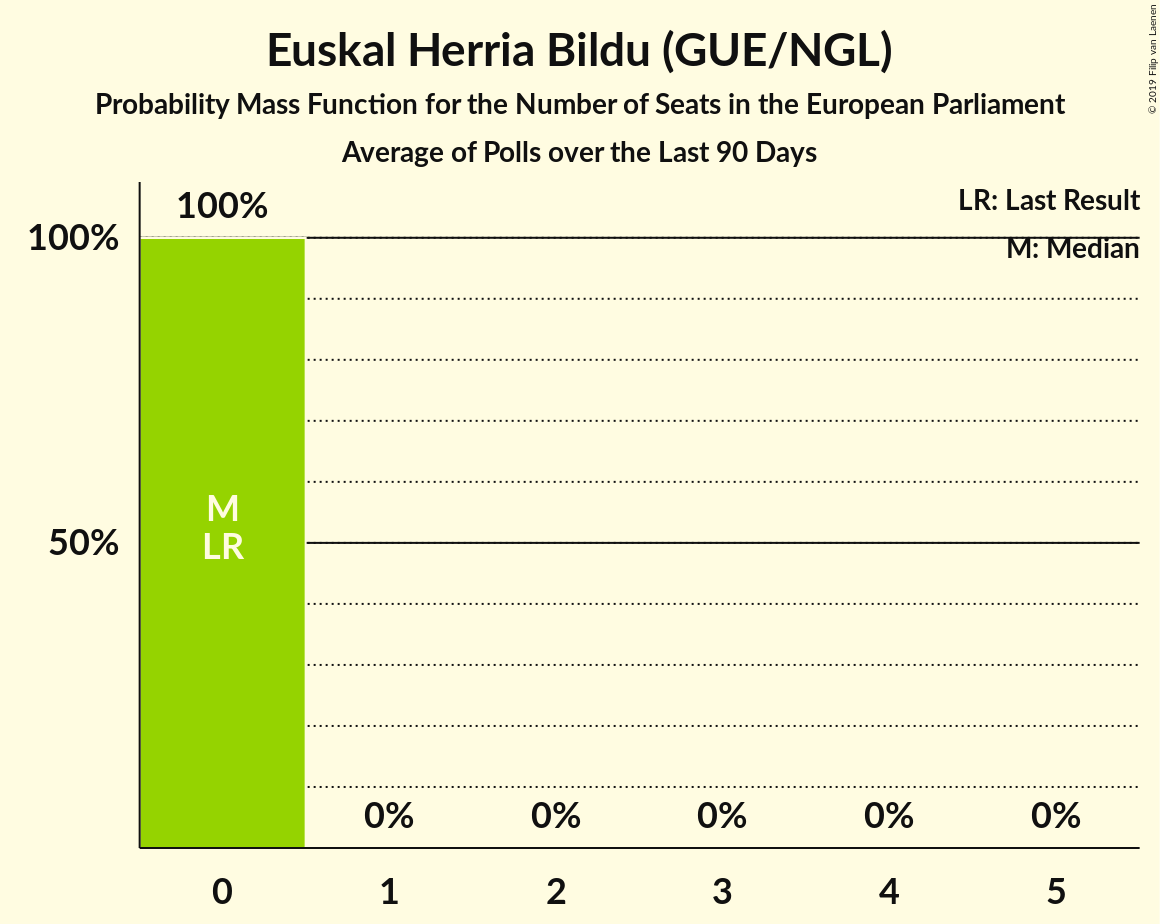 Euskal Herria Bildu (GUE/NGL)
Probability Mass Function for the Number of Seats in the European Parliament
Average of Polls over the Last 90 Days
© 2019 Filip van Laenen
LR: Last Result
M: Median
100%
100%
50%
M
LR
0%
0%
0%
0%
0%
0
1
2
3
4
5